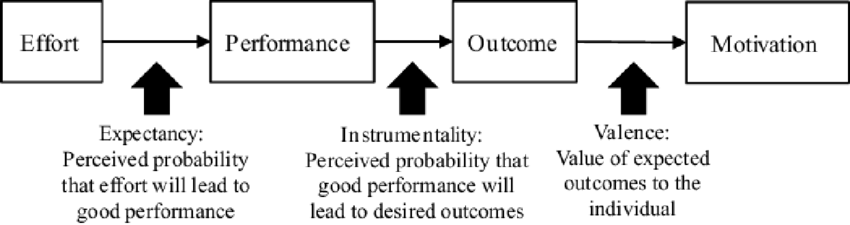 Effort
Performance
Outcome
Motivation
Expectancy:
Perceived probability
that effort will lead to
good performance
Instrumentality:
Perceived probability that
good performance will
lead to desired outcomes
Valence:
Value of expected
outcomes to the
individual